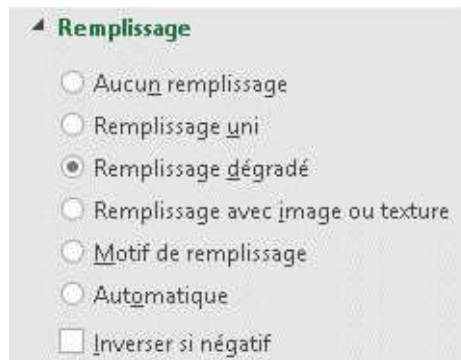 Remplissage
Aucun remplissage
Remplissage uni
Remplissage dégradé
Remplissage avec image ou texture
Motif de remplissage
Automatique
Inverser si négatif